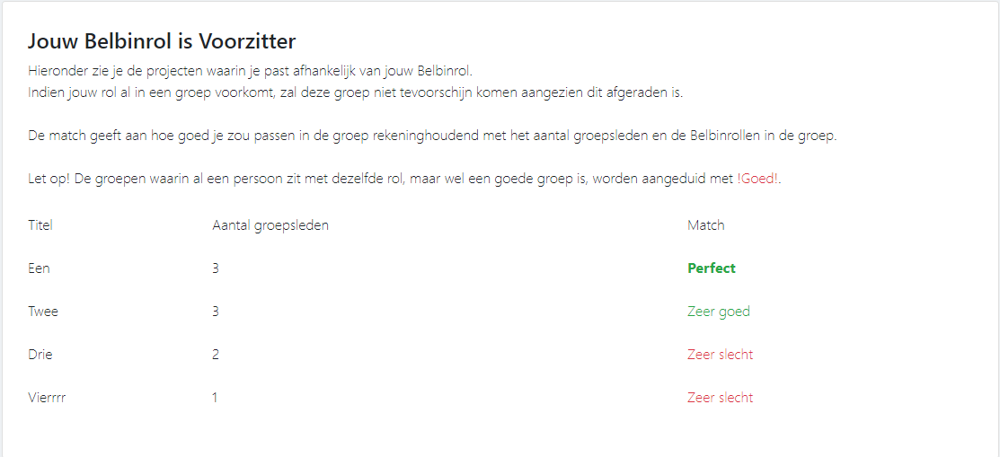 Jouw Belbinrol is Voorzitter
Hieronder zie je de projecten waarin je past afhankelijk van jouw Belbinrol.
Indien jouw rol al in een groep voorkomt, zal deze groep niet tevoorschijn komen aangezien dit afgeraden is.
De match geeft aan hoe goed je zou passen in de groep rekeninghoudend met het aantal groepsleden en de Belbinrollen in de groep.
Let op! De groepen waarin al een persoon zit met dezelfde rol, maar wel een goede groep is, worden aangeduid met !Goed!.
Titel Aantal groepsleden Match
Een 3 Perfect
Twee 3 Zeer goed
Drie 2 Zeer slecht
Vierrrr 1 Zeer slecht